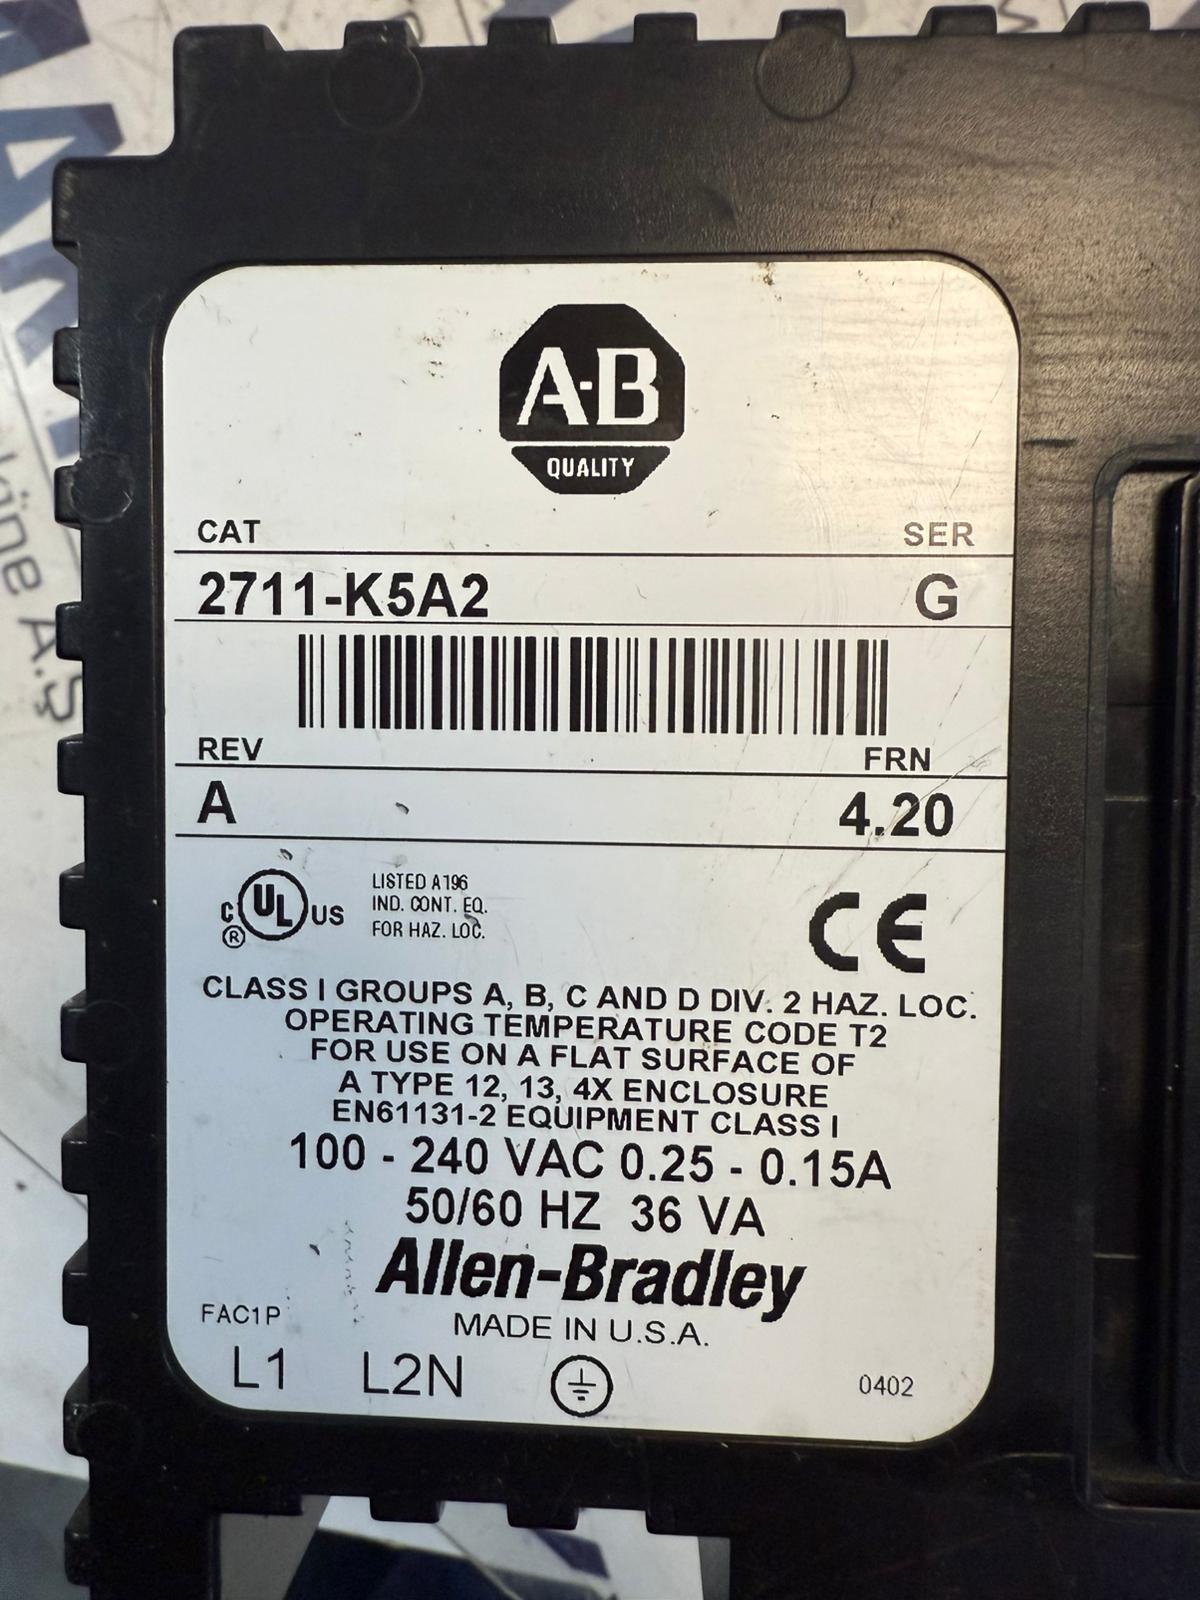 A-B
QUALITY
CAT SER
2711-K5A2 G
REV FRN
A 4.20
C UL US
®
LISTED A196
IND. CONT. EQ.
FOR HAZ. LOC.
CE
CLASS I GROUPS A, B, C AND D DIV. 2 HAZ. LOC.
OPERATING TEMPERATURE CODE T2
FOR USE ON A FLAT SURFACE OF
A TYPE 12, 13, 4X ENCLOSURE
EN61131-2 EQUIPMENT CLASS I
100 - 240 VAC 0.25 - 0.15A
50/60 HZ 36 VA
Allen-Bradley
MADE IN U.S.A.
FAC1P
L1 L2N
0402
kine A.Ş